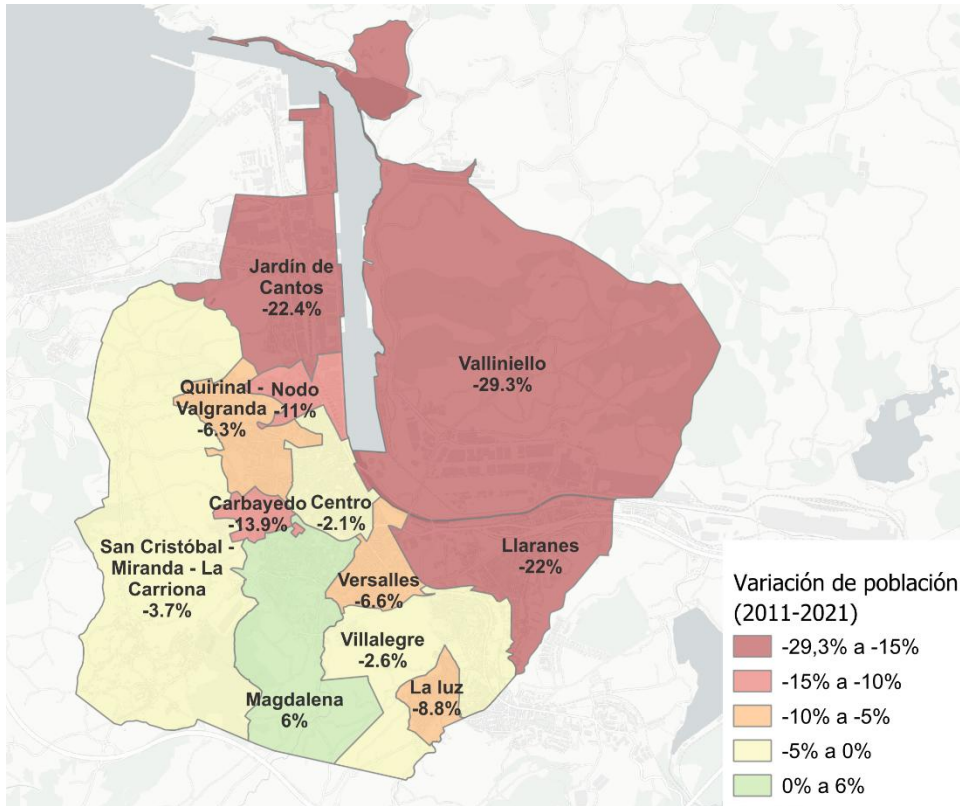 Jardín de
Cantos
-22.4%
Valliniello
-29.3%
Quirinal -
Valgranda
-6.3%
Nodo
-11%
Carbayedo
-13.9%
Centro
-2.1%
Llaranes
-22%
San Cristóbal -
Miranda - La
Carriona
-3.7%
Versalles
-6.6%
Villalegre
-2.6%
La luz
-8.8%
Magdalena
6%
Variación de población
(2011-2021)
-29,3% a -15%
-15% a -10%
-10% a -5%
-5% a 0%
0% a 6%